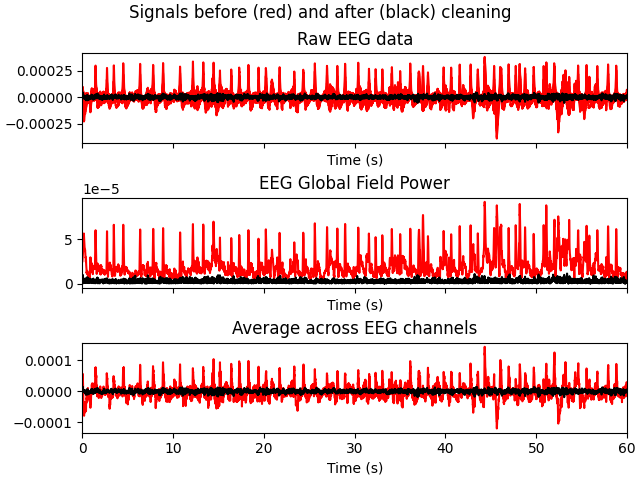 Signals before (red) and after (black) cleaning
Raw EEG data
0.00025
0.00000
−0.00025
Time (s)
EEG Global Field Power
1e−5
5
0
Time (s)
Average across EEG channels
0.0001
0.0000
−0.0001
0 10 20 30 40 50 60
Time (s)